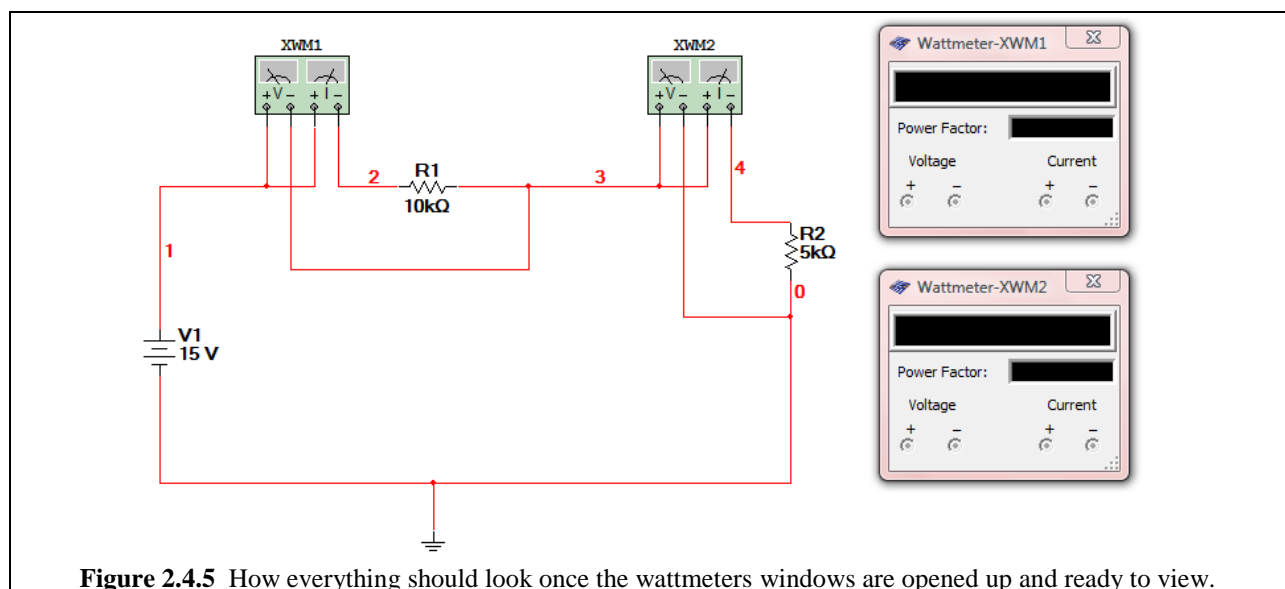 XWM1
+V- +I-
XWM2
+V- +I-
2
R1
10kΩ
3
4
R2
5kΩ
1
0
V1
15 V
Wattmeter-XWM1
Power Factor:
Voltage Current
+ - + -
Wattmeter-XWM2
Power Factor:
Voltage Current
+ - + -
Figure 2.4.5 How everything should look once the wattmeters windows are opened up and ready to view.